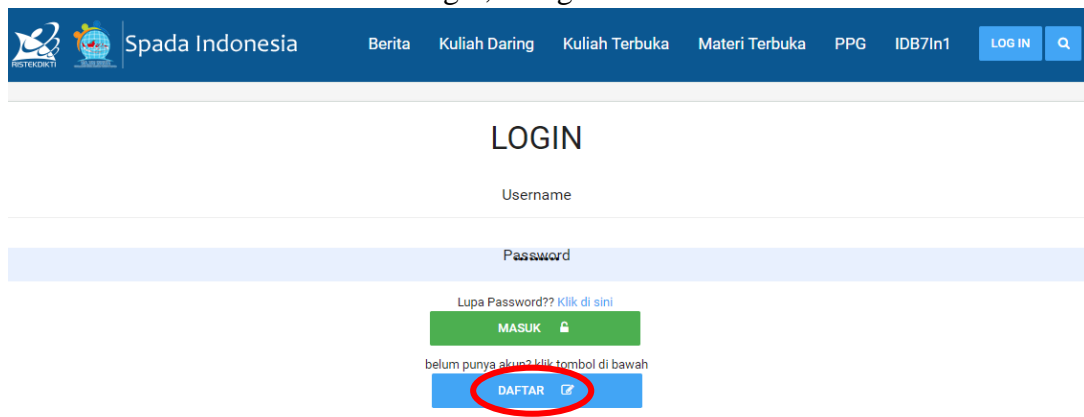 RISTEKDIKTI
Spada Indonesia
Berita Kuliah Daring Kuliah Terbuka Materi Terbuka PPG IDB7In1 LOG IN
LOGIN
Username
Password
Lupa Password?? Klik di sini
MASUK
belum punya akun? klik tombol di bawah
DAFTAR